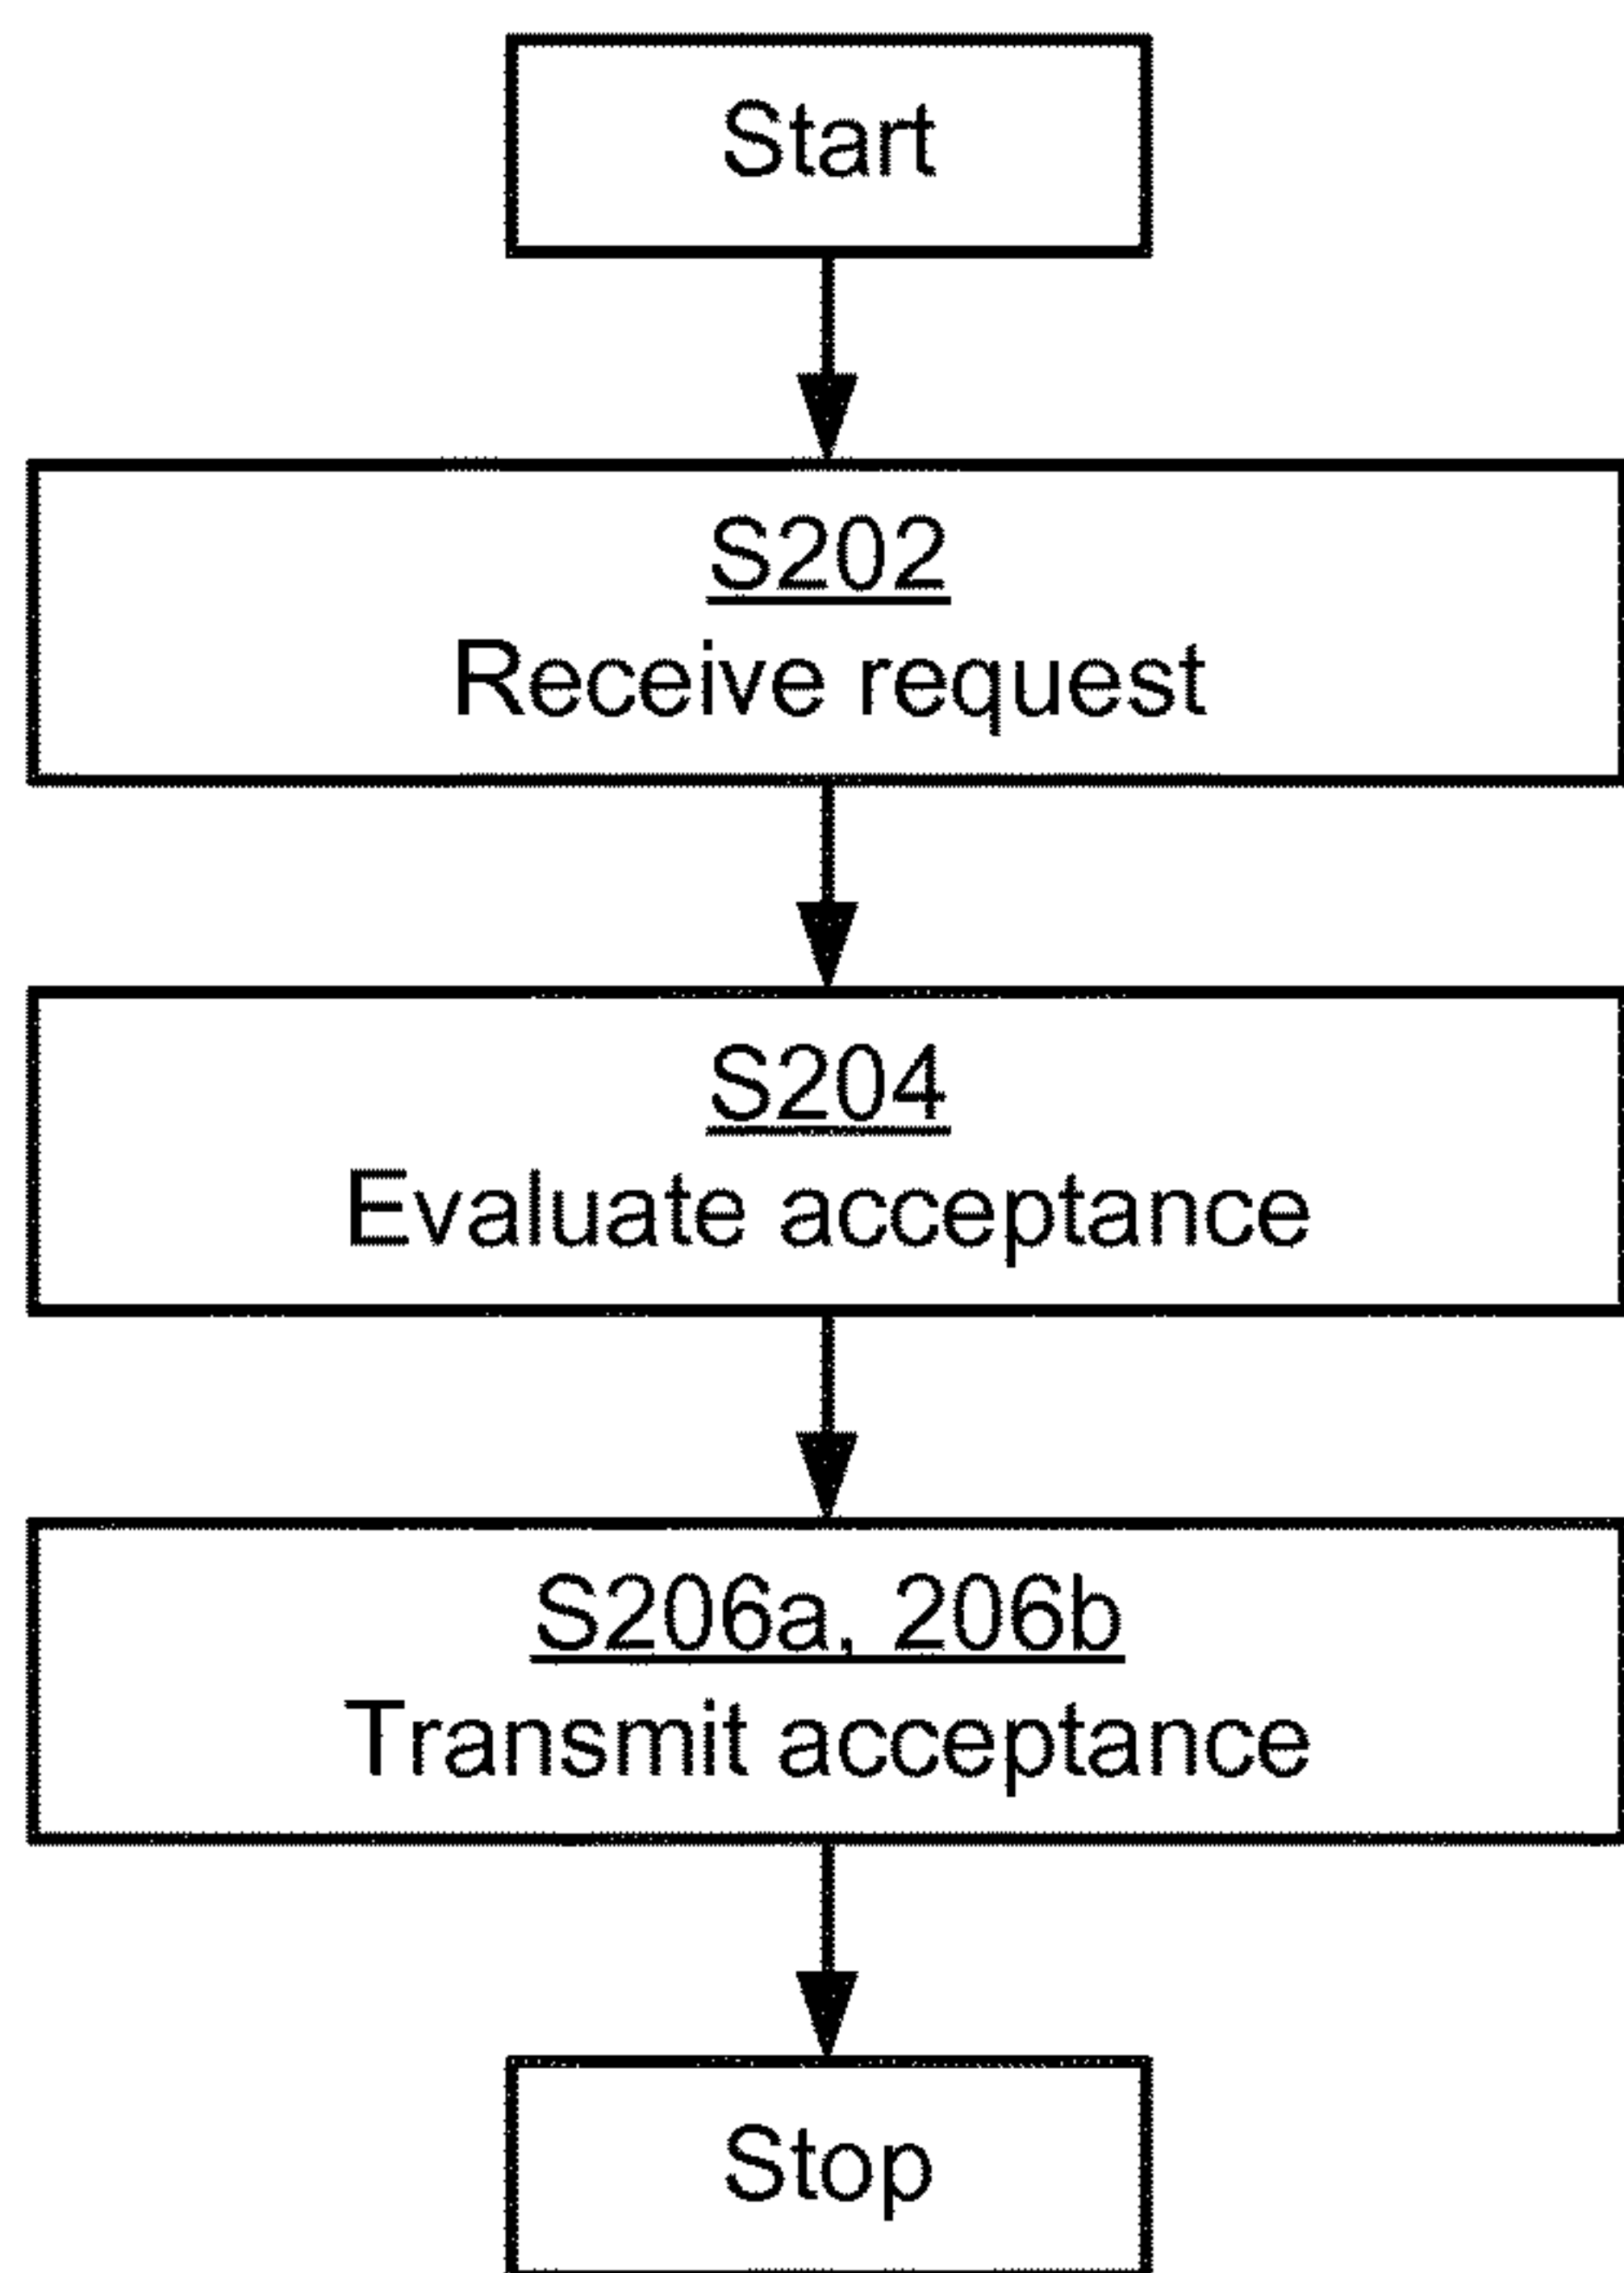 Start
S202
Receive request
S204
Evaluate acceptance
S206a, 206b
Transmit acceptance
Stop